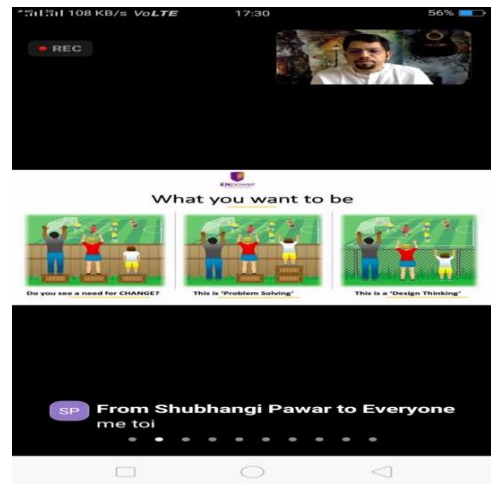 108 KB/s VoLTE 17:30 56%
REC
ENpower
What you want to be
Do you see a need for CHANGE?
This is 'Problem Solving'
This is a 'Design Thinking'
SP
From Shubhangi Pawar to Everyone
me toi